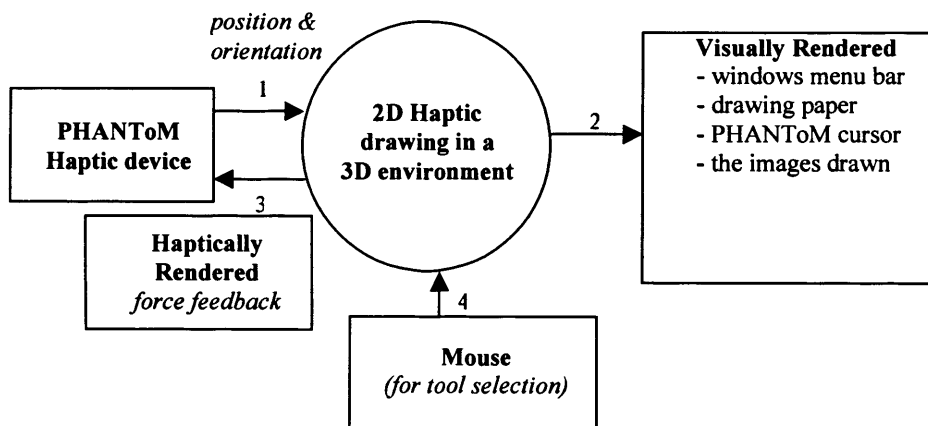 position &
orientation
1
PHANToM
Haptic device
3
Haptically
Rendered
force feedback
2D Haptic
drawing in a
3D environment
2
4
Mouse
(for tool selection)
Visually Rendered
- windows menu bar
- drawing paper
- PHANToM cursor
- the images drawn